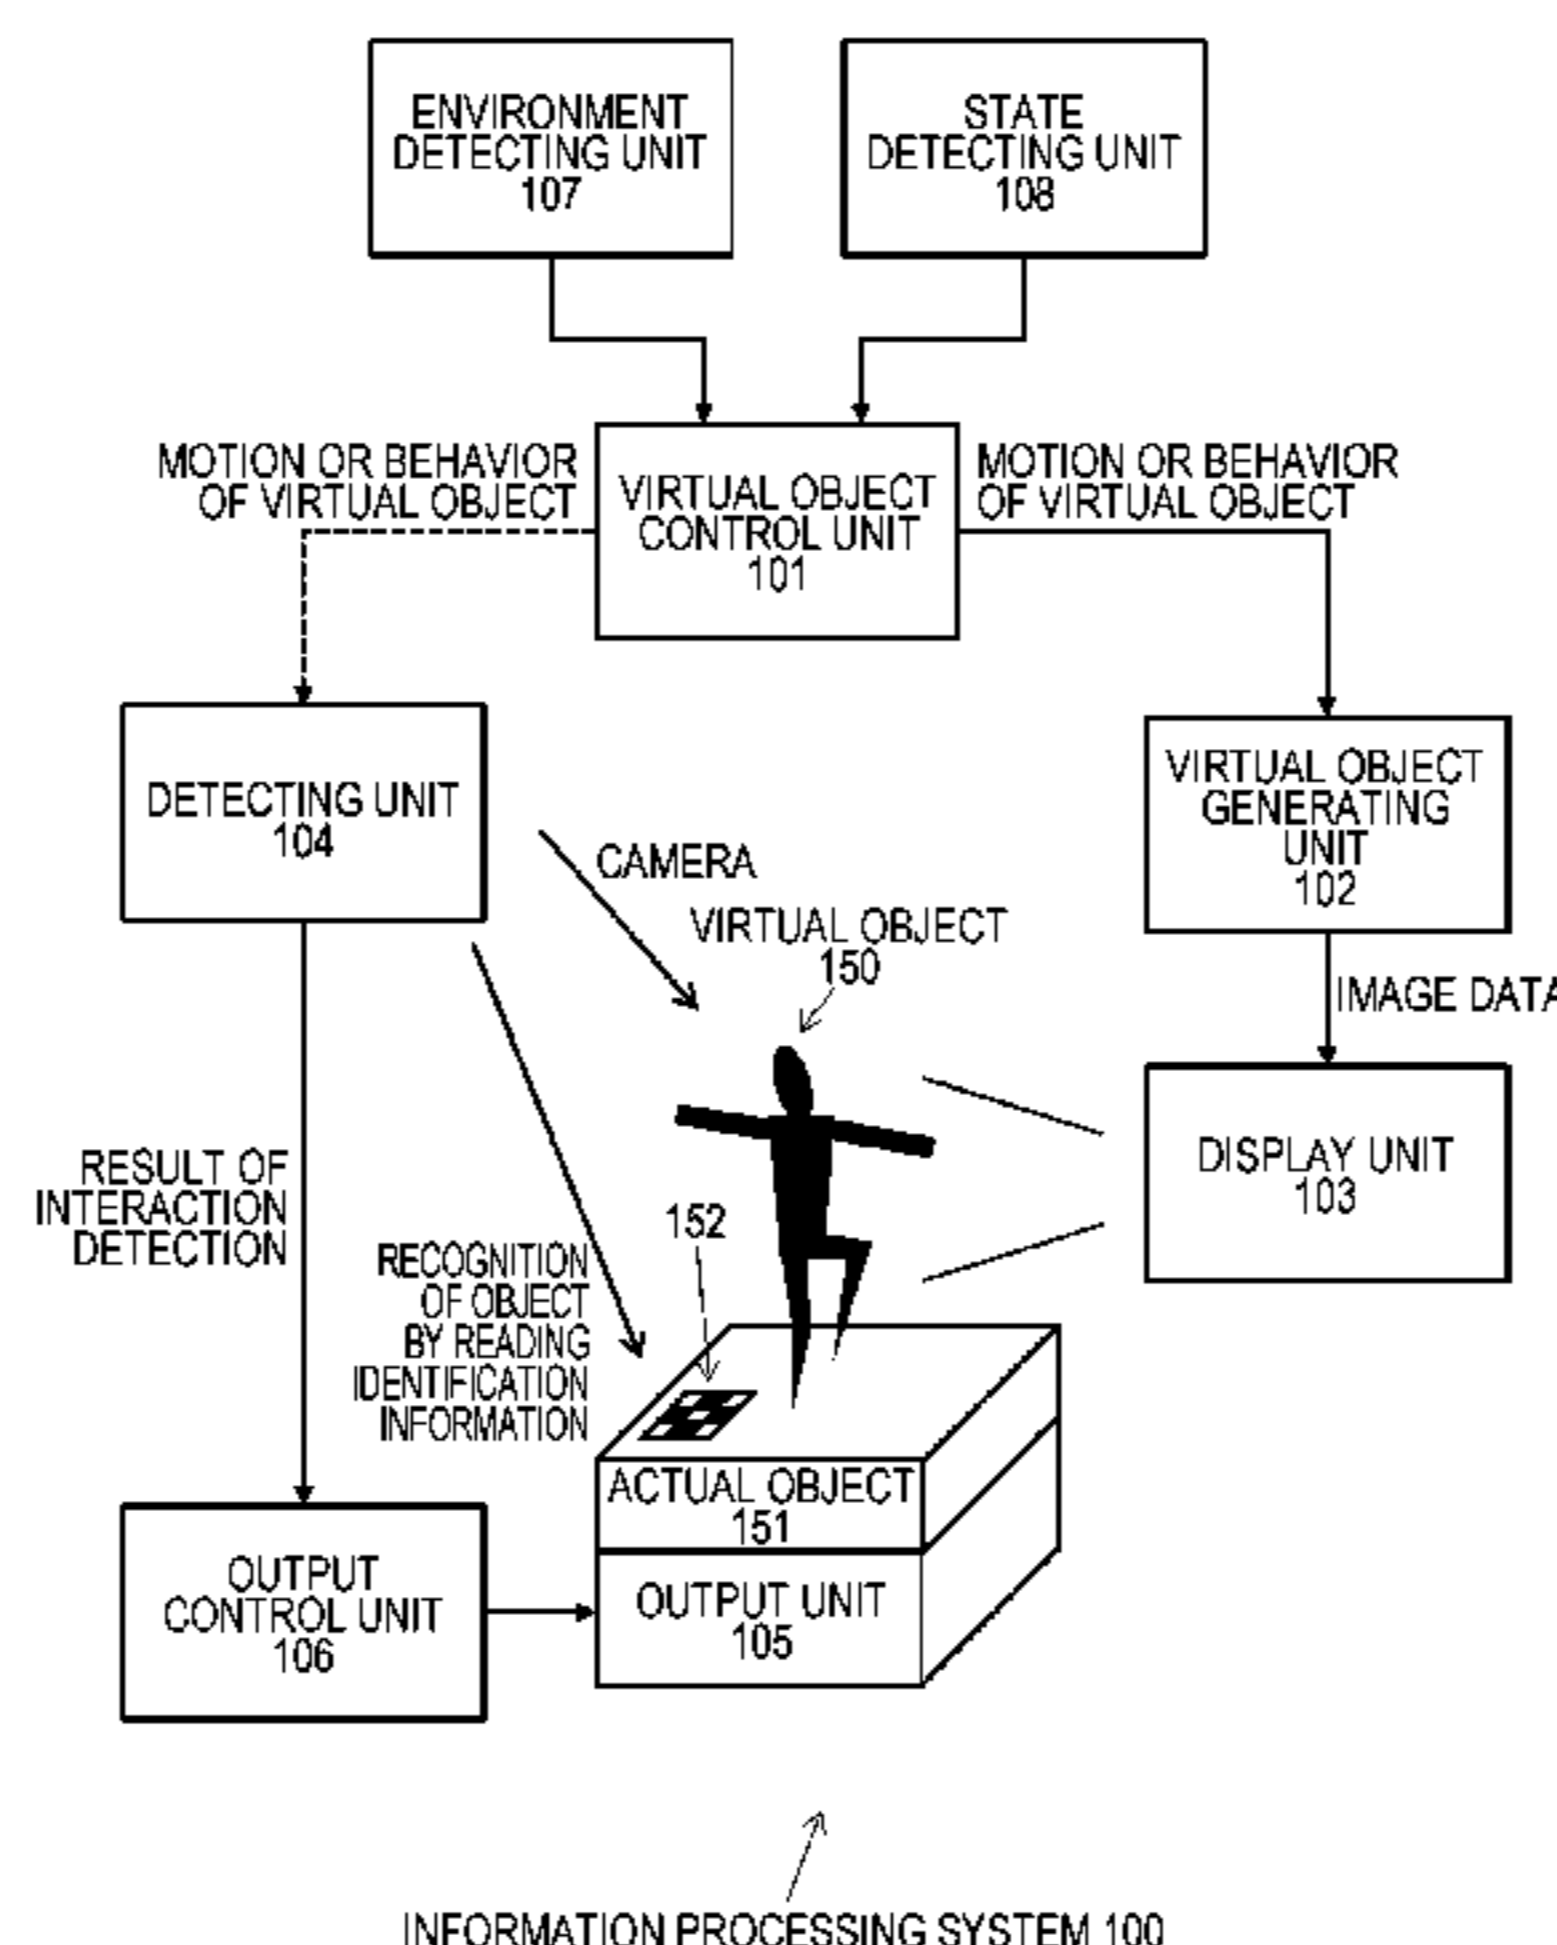 ENVIRONMENT
DETECTING UNIT
107
STATE
DETECTING UNIT
108
MOTION OR BEHAVIOR
OF VIRTUAL OBJECT
VIRTUAL OBJECT
CONTROL UNIT
101
MOTION OR BEHAVIOR
OF VIRTUAL OBJECT
DETECTING UNIT
104
VIRTUAL OBJECT
GENERATING
UNIT
102
CAMERA
VIRTUAL OBJECT
150
IMAGE DATA
DISPLAY UNIT
103
RESULT OF
INTERACTION
DETECTION
152
RECOGNITION
OF OBJECT
BY READING
IDENTIFICATION
INFORMATION
ACTUAL OBJECT
151
OUTPUT
CONTROL UNIT
106
OUTPUT UNIT
105
INFORMATION PROCESSING SYSTEM 100